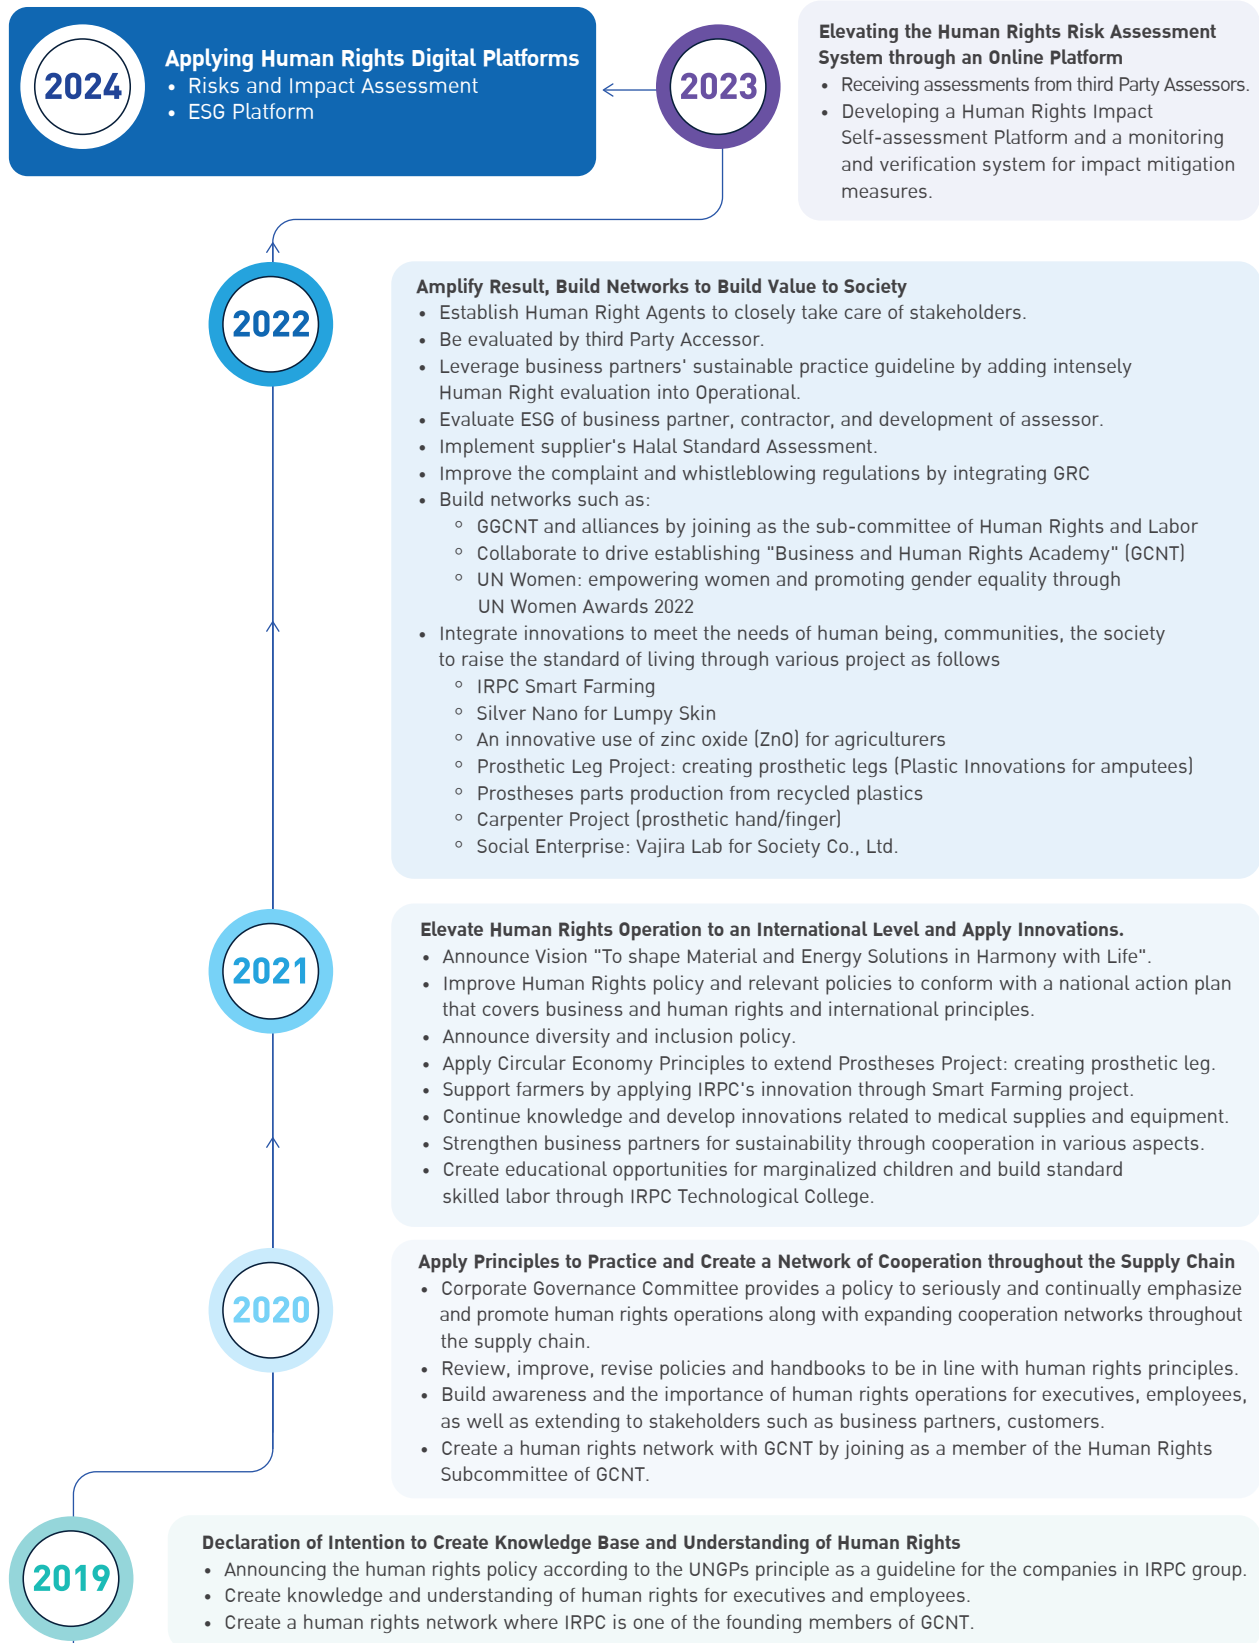 2024
Applying Human Rights Digital Platforms
• Risks and Impact Assessment
• ESG Platform
2023
Elevating the Human Rights Risk Assessment
System through an Online Platform
• Receiving assessments from third Party Assessors.
• Developing a Human Rights Impact
Self-assessment Platform and a monitoring
and verification system for impact mitigation
measures.
2022
Amplify Result, Build Networks to Build Value to Society
• Establish Human Right Agents to closely take care of stakeholders.
• Be evaluated by third Party Accessor.
• Leverage business partners' sustainable practice guideline by adding intensely
Human Right evaluation into Operational.
• Evaluate ESG of business partner, contractor, and development of assessor.
• Implement supplier's Halal Standard Assessment.
• Improve the complaint and whistleblowing regulations by integrating GRC
• Build networks such as:
○ GGCNT and alliances by joining as the sub-committee of Human Rights and Labor
○ Collaborate to drive establishing "Business and Human Rights Academy" (GCNT)
○ UN Women: empowering women and promoting gender equality through
UN Women Awards 2022
• Integrate innovations to meet the needs of human being, communities, the society
to raise the standard of living through various project as follows
○ IRPC Smart Farming
○ Silver Nano for Lumpy Skin
○ An innovative use of zinc oxide (ZnO) for agriculturers
○ Prosthetic Leg Project: creating prosthetic legs (Plastic Innovations for amputees)
○ Prostheses parts production from recycled plastics
○ Carpenter Project (prosthetic hand/finger)
○ Social Enterprise: Vajira Lab for Society Co., Ltd.
2021
Elevate Human Rights Operation to an International Level and Apply Innovations.
• Announce Vision "To shape Material and Energy Solutions in Harmony with Life".
• Improve Human Rights policy and relevant policies to conform with a national action plan
that covers business and human rights and international principles.
• Announce diversity and inclusion policy.
• Apply Circular Economy Principles to extend Prostheses Project: creating prosthetic leg.
• Support farmers by applying IRPC's innovation through Smart Farming project.
• Continue knowledge and develop innovations related to medical supplies and equipment.
• Strengthen business partners for sustainability through cooperation in various aspects.
• Create educational opportunities for marginalized children and build standard
skilled labor through IRPC Technological College.
2020
Apply Principles to Practice and Create a Network of Cooperation throughout the Supply Chain
• Corporate Governance Committee provides a policy to seriously and continually emphasize
and promote human rights operations along with expanding cooperation networks throughout
the supply chain.
• Review, improve, revise policies and handbooks to be in line with human rights principles.
• Build awareness and the importance of human rights operations for executives, employees,
as well as extending to stakeholders such as business partners, customers.
• Create a human rights network with GCNT by joining as a member of the Human Rights
Subcommittee of GCNT.
2019
Declaration of Intention to Create Knowledge Base and Understanding of Human Rights
• Announcing the human rights policy according to the UNGPs principle as a guideline for the companies in IRPC group.
• Create knowledge and understanding of human rights for executives and employees.
• Create a human rights network where IRPC is one of the founding members of GCNT.